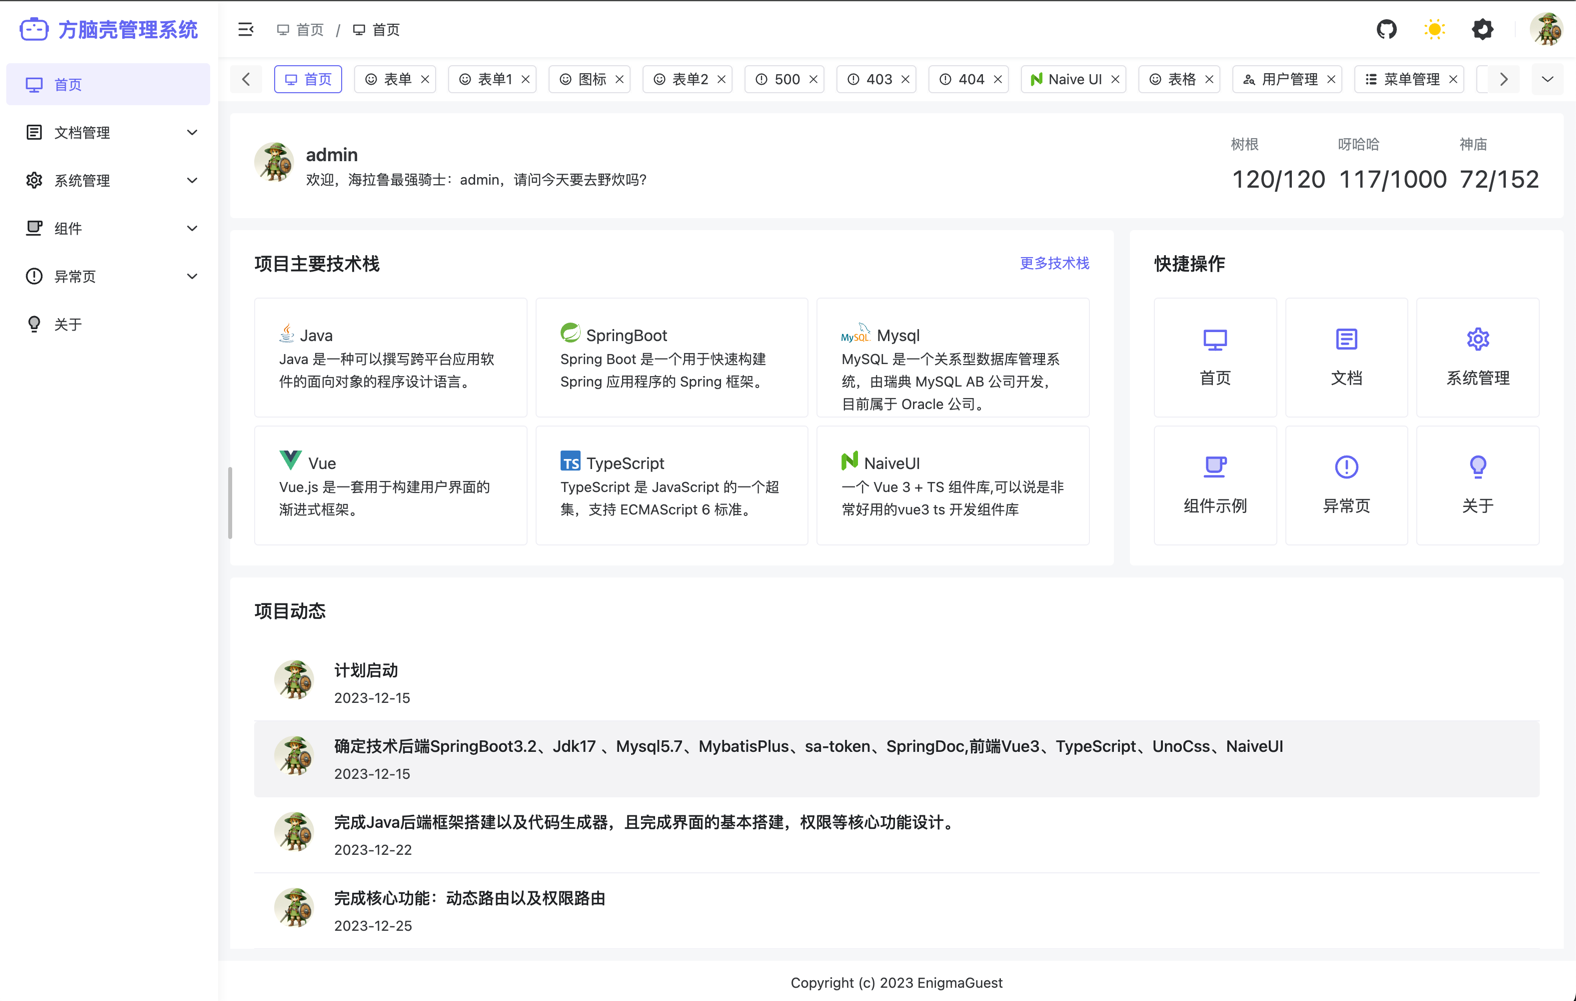 方脑壳管理系统
首页 / 首页
首页
文档管理
系统管理
组件
异常页
关于
首页 表单 表单1 图标 表单2 500 403 404 Naive UI 表格 用户管理 菜单管理
admin
欢迎，海拉鲁最强骑士：admin，请问今天要去野炊吗?
树根 呀哈哈 神庙
120/120 117/1000 72/152
项目主要技术栈 更多技术栈
Java
Java 是一种可以撰写跨平台应用软
件的面向对象的程序设计语言。
SpringBoot
Spring Boot 是一个用于快速构建
Spring 应用程序的 Spring 框架。
MySQL Mysql
MySQL 是一个关系型数据库管理系
统，由瑞典 MySQL AB 公司开发，
目前属于 Oracle 公司。
Vue
Vue.js 是一套用于构建用户界面的
渐进式框架。
TS TypeScript
TypeScript 是 JavaScript 的一个超
集，支持 ECMAScript 6 标准。
NaiveUI
一个 Vue 3 + TS 组件库,可以说是非
常好用的vue3 ts 开发组件库
快捷操作
首页 文档 系统管理
组件示例 异常页 关于
项目动态
计划启动
2023-12-15
确定技术后端SpringBoot3.2、Jdk17 、Mysql5.7、MybatisPlus、sa-token、SpringDoc,前端Vue3、TypeScript、UnoCss、NaiveUI
2023-12-15
完成Java后端框架搭建以及代码生成器，且完成界面的基本搭建，权限等核心功能设计。
2023-12-22
完成核心功能：动态路由以及权限路由
2023-12-25
Copyright (c) 2023 EnigmaGuest